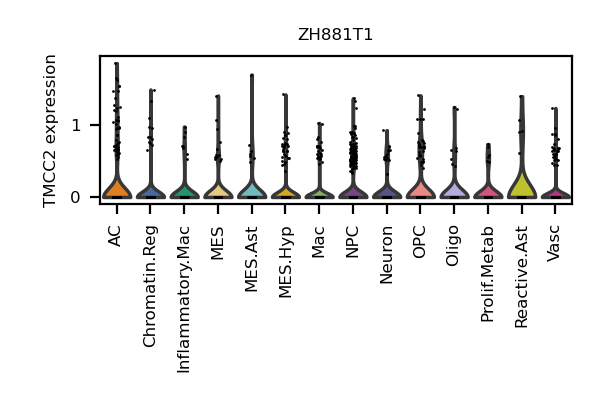 ZH881T1
TMCC2 expression
1
0
AC
Chromatin.Reg
Inflammatory.Mac
MES
MES.Ast
MES.Hyp
Mac
NPC
Neuron
OPC
Oligo
Prolif.Metab
Reactive.Ast
Vasc